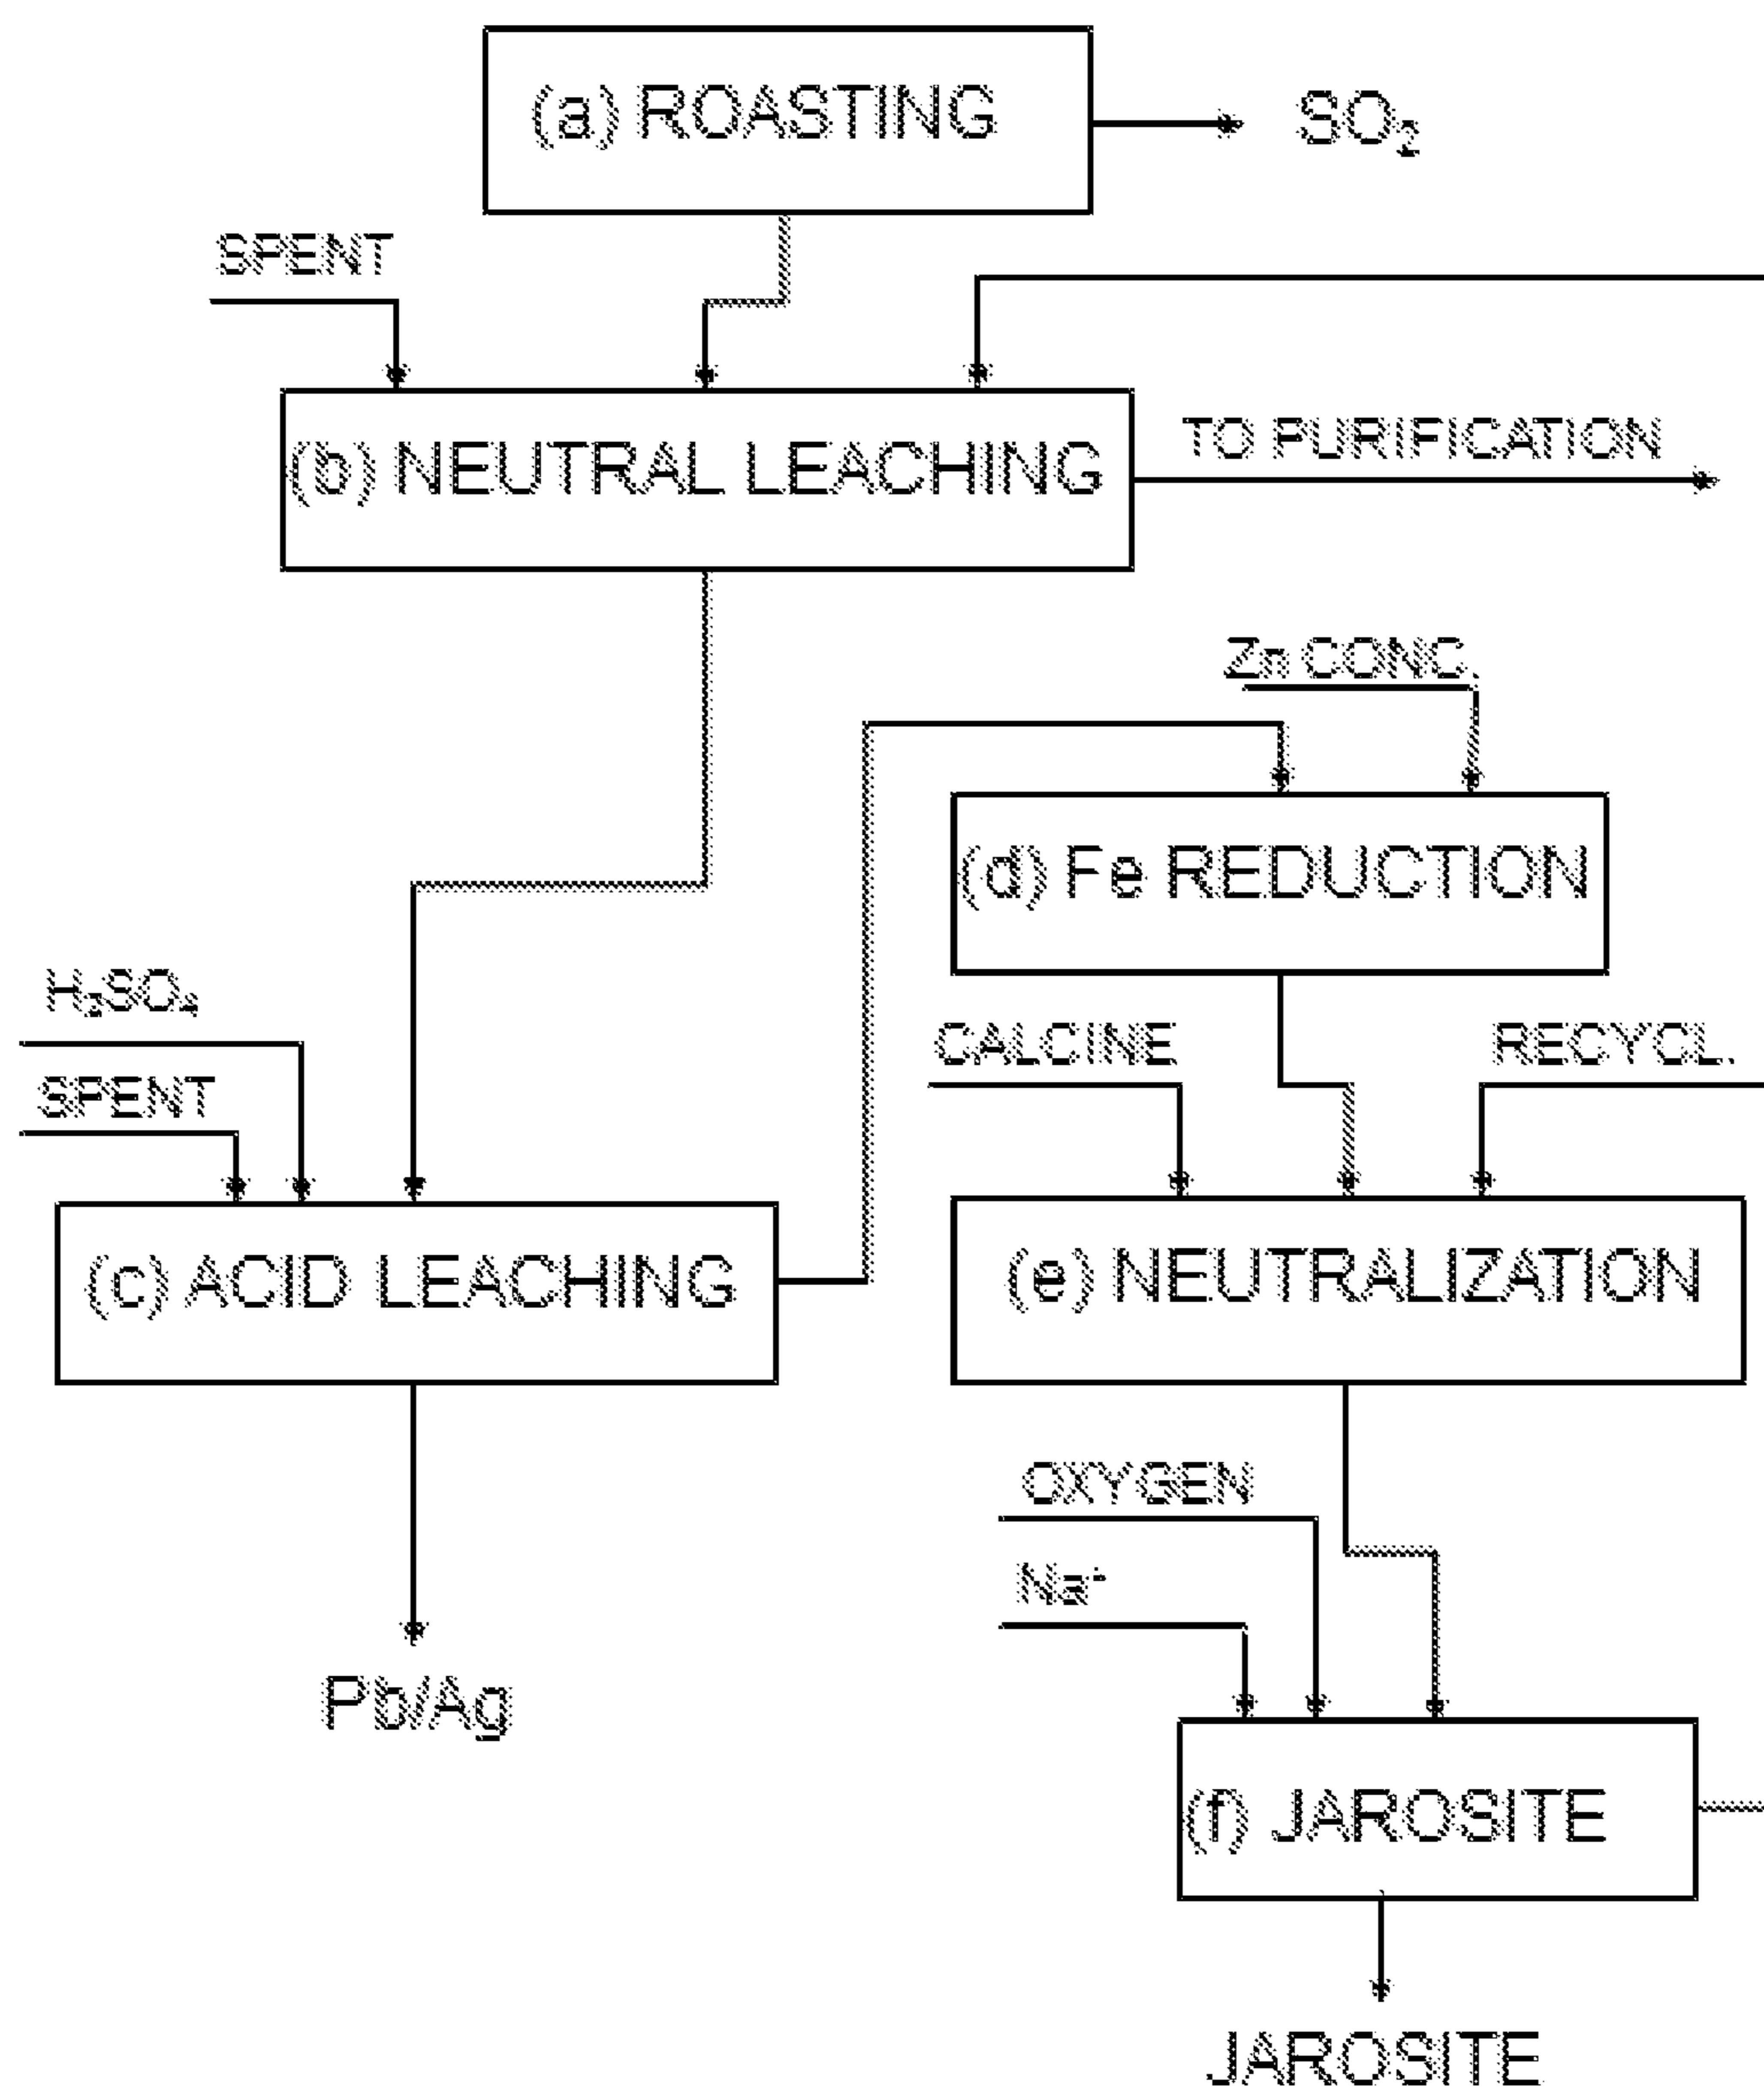 (a) ROASTING
SO₂
SPENT
(b) NEUTRAL LEACHING
TO PURIFICATION
Zn CONC.
(d) Fe REDUCTION
H₂SO₄
SPENT
CALCINE
RECYCL.
(c) ACID LEACHING
(e) NEUTRALIZATION
OXYGEN
Na⁺
Pb/Ag
(f) JAROSITE
JAROSITE